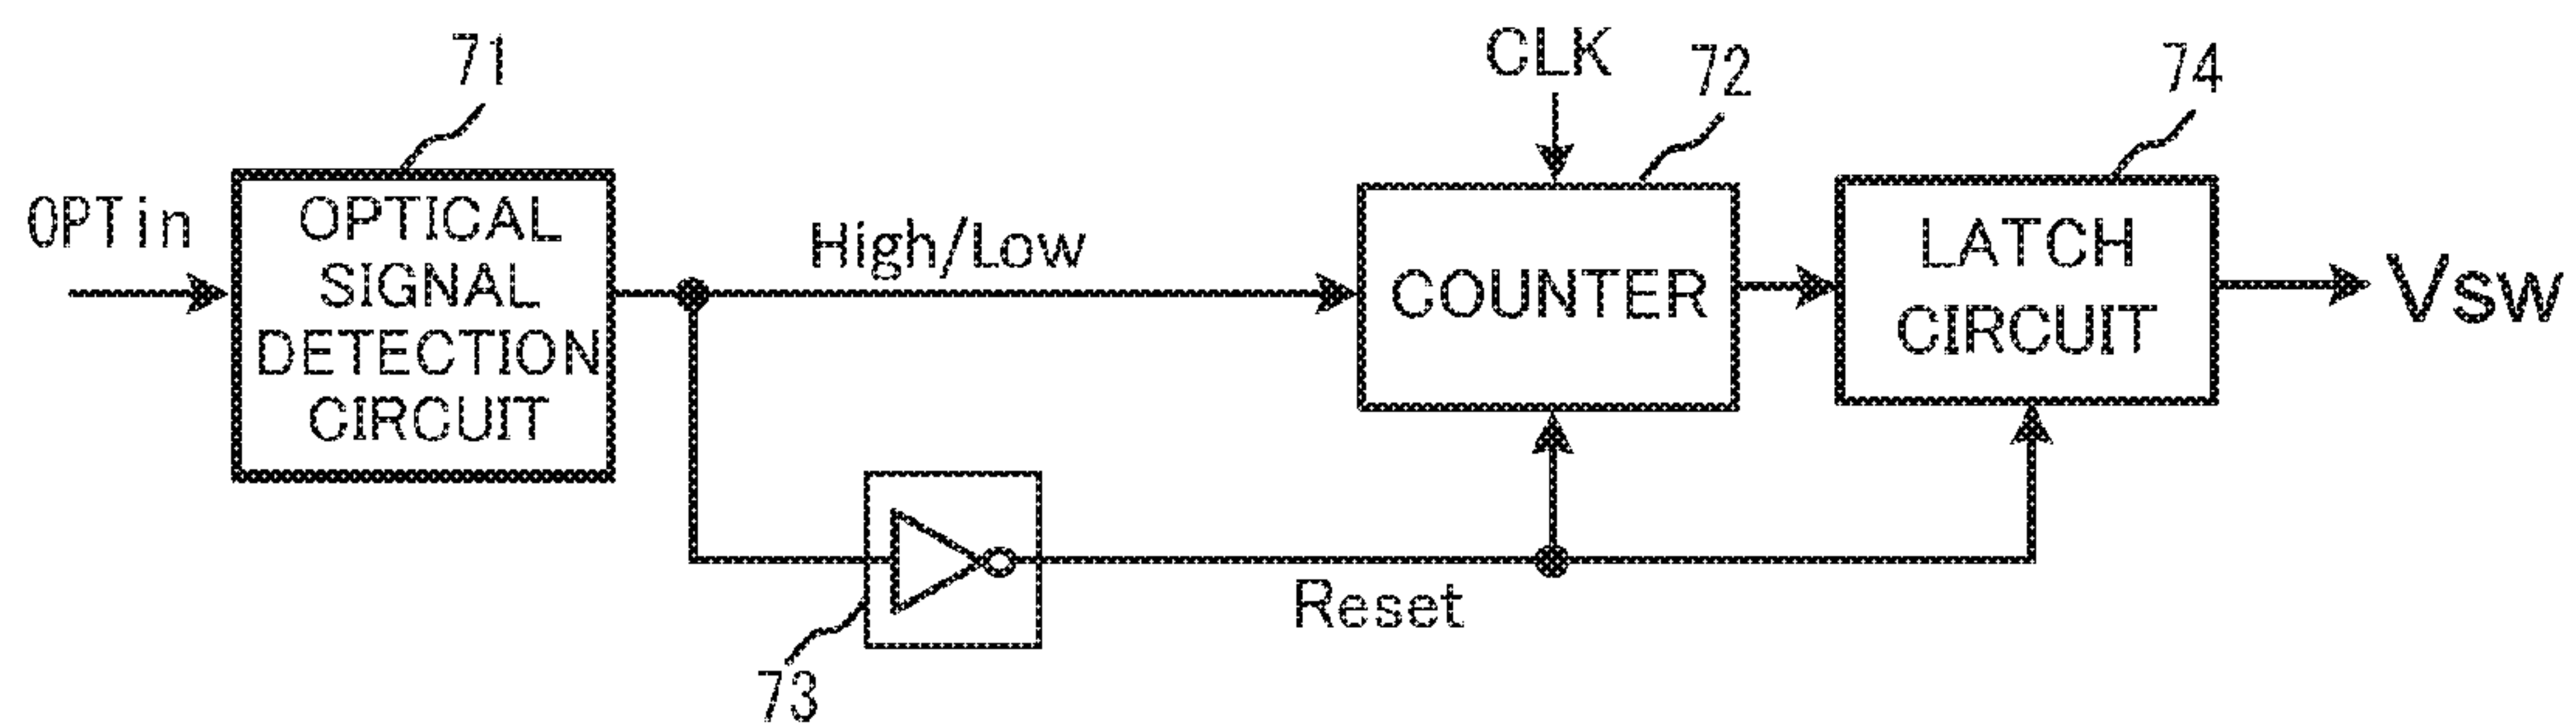 71
CLK
72
74
OPTin
OPTICAL
SIGNAL
DETECTION
CIRCUIT
High/Low
COUNTER
LATCH
CIRCUIT
Vsw
Reset
73